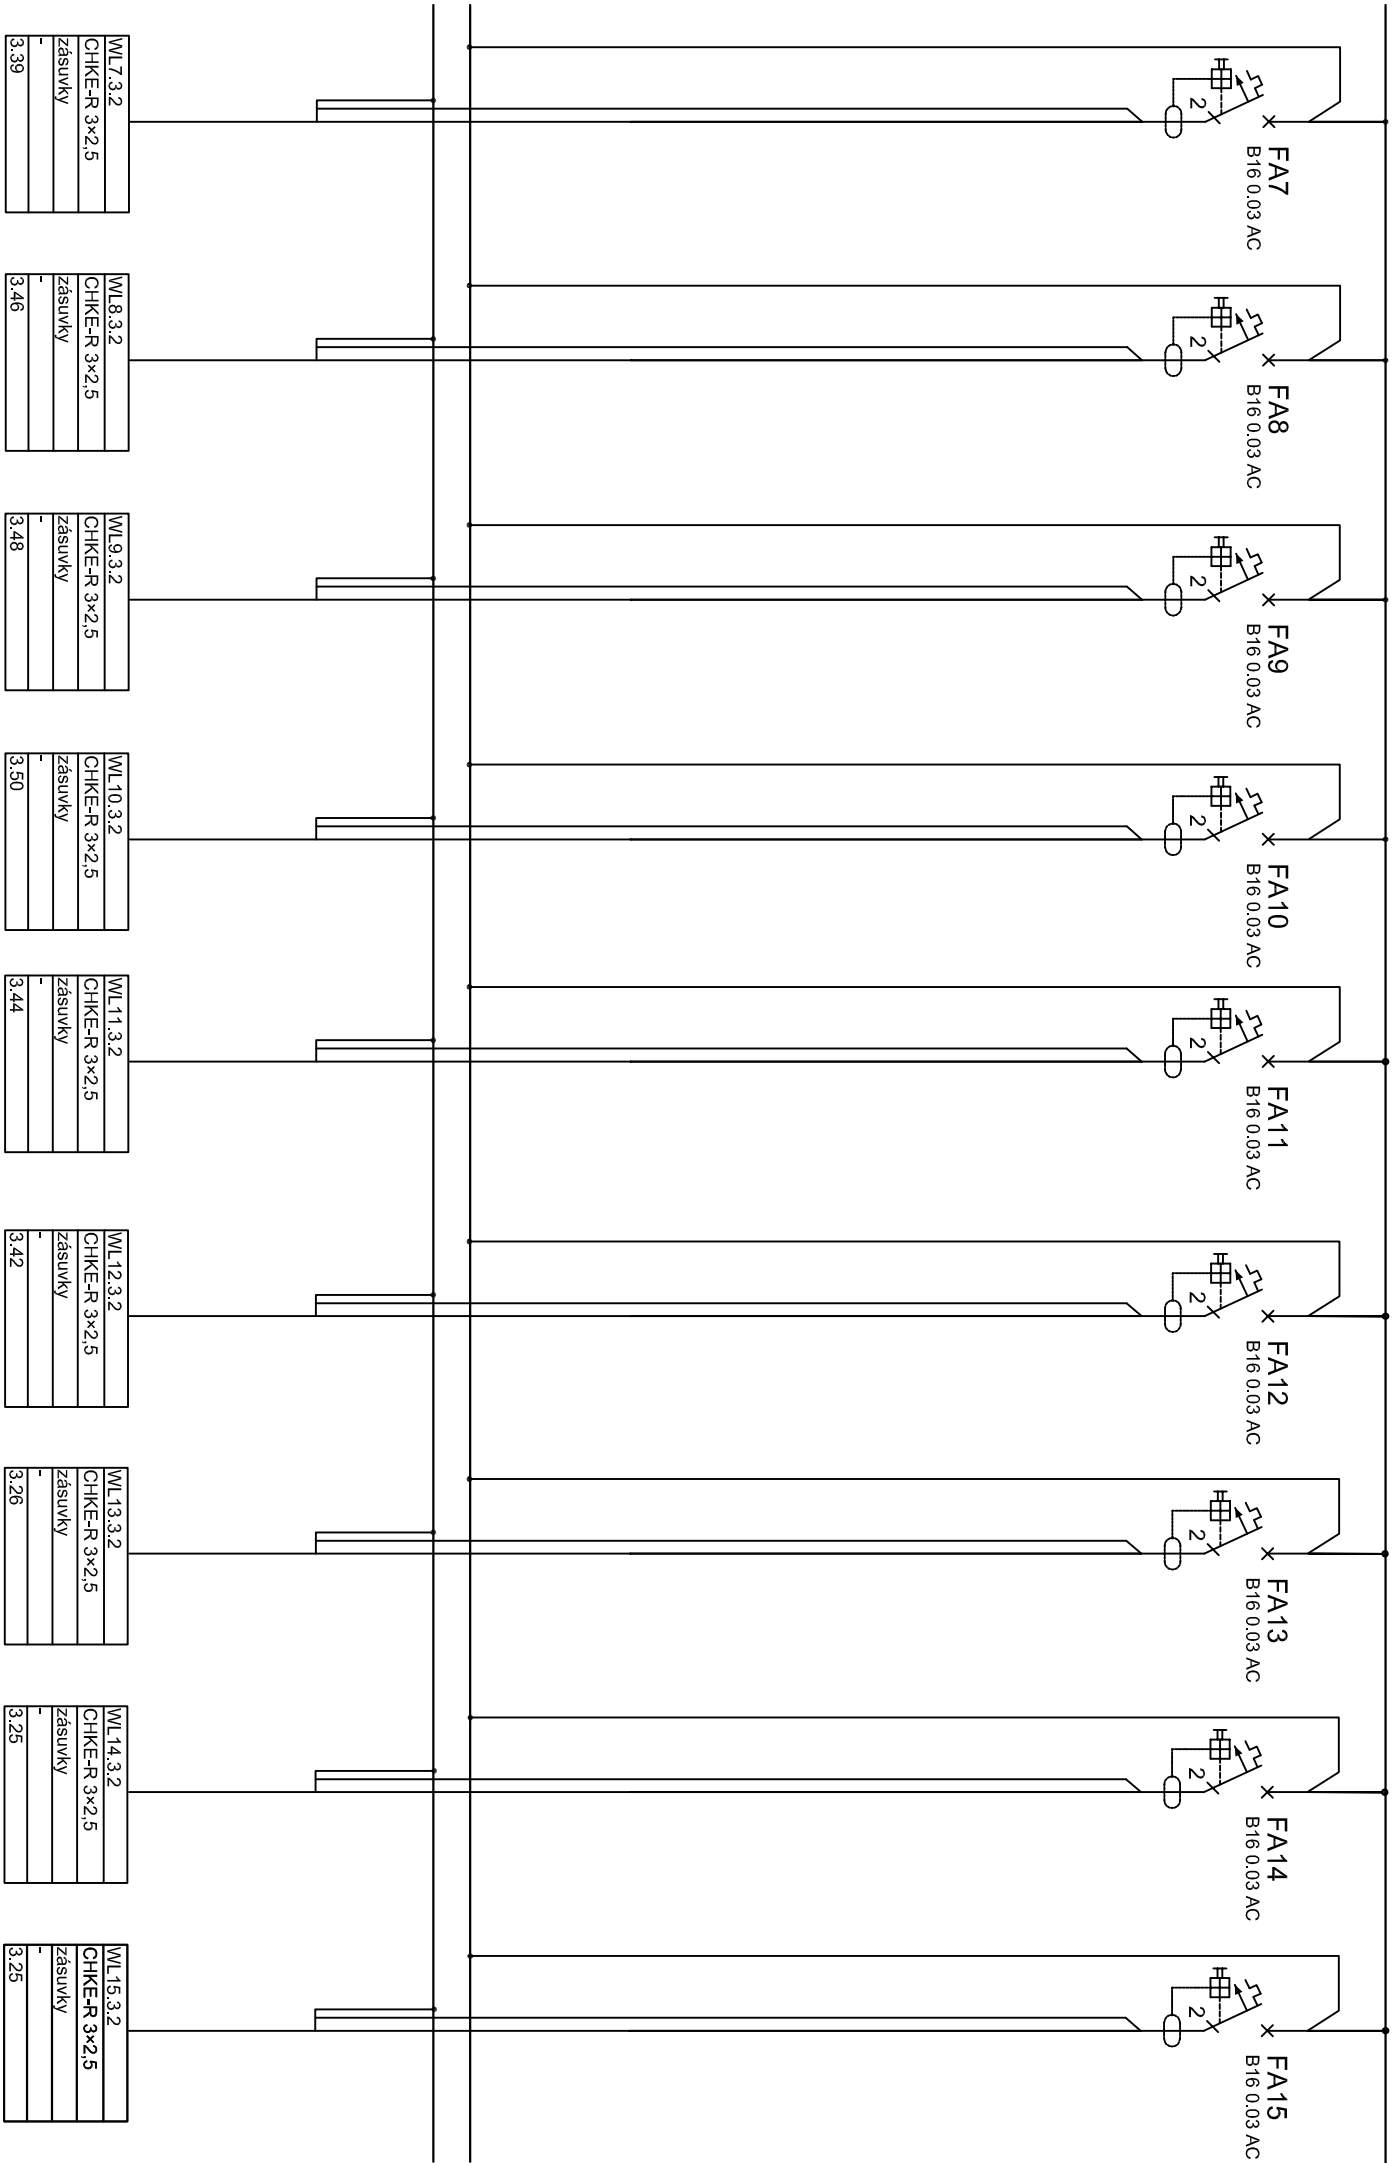 FA7
B16 0.03 AC
2
WL7.3.2
CHKE-R 3×2,5
zásuvky
-
3.39
FA8
B16 0.03 AC
2
WL8.3.2
CHKE-R 3×2,5
zásuvky
-
3.46
FA9
B16 0.03 AC
2
WL9.3.2
CHKE-R 3×2,5
zásuvky
-
3.48
FA10
B16 0.03 AC
2
WL10.3.2
CHKE-R 3×2,5
zásuvky
-
3.50
FA11
B16 0.03 AC
2
WL11.3.2
CHKE-R 3×2,5
zásuvky
-
3.44
FA12
B16 0.03 AC
2
WL12.3.2
CHKE-R 3×2,5
zásuvky
-
3.42
FA13
B16 0.03 AC
2
WL13.3.2
CHKE-R 3×2,5
zásuvky
-
3.26
FA14
B16 0.03 AC
2
WL14.3.2
CHKE-R 3×2,5
zásuvky
-
3.25
FA15
B16 0.03 AC
2
WL15.3.2
CHKE-R 3×2,5
zásuvky
-
3.25